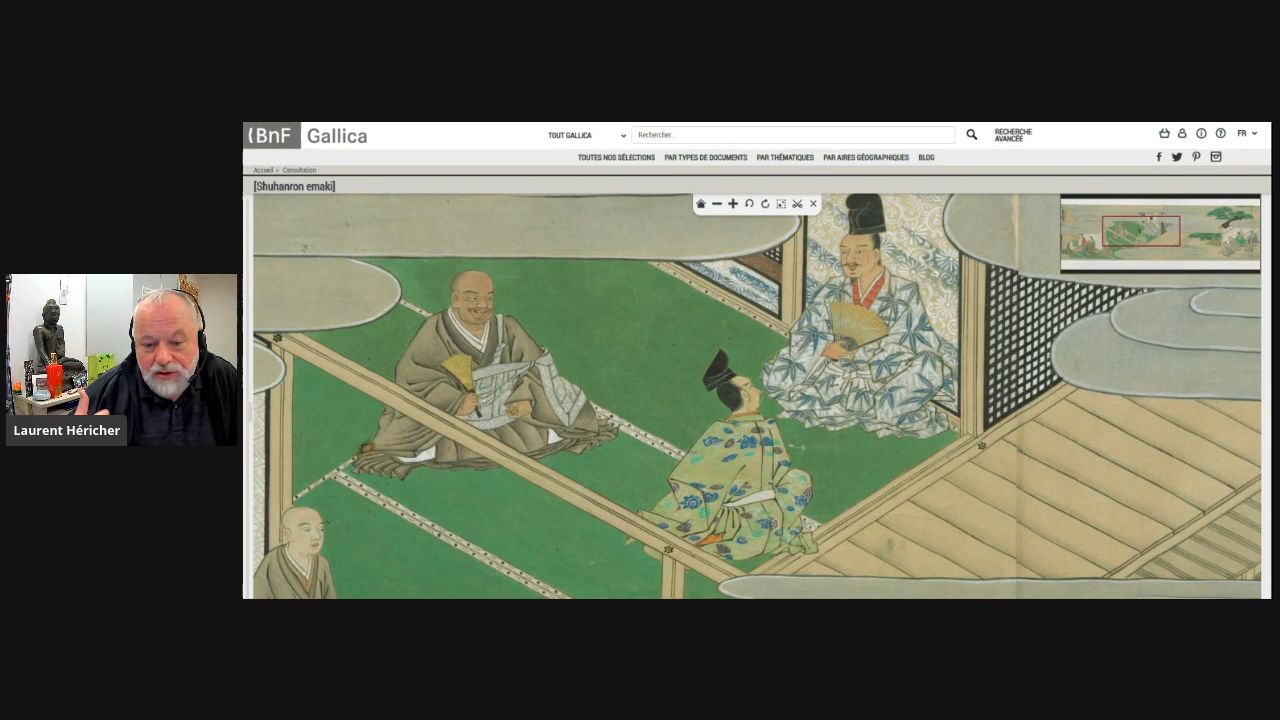 BnF Gallica
TOUT GALLICA
Rechercher...
RECHERCHE
AVANCÉE
FR
TOUTES NOS SÉLECTIONS PAR TYPES DE DOCUMENTS PAR THÉMATIQUES PAR AIRES GÉOGRAPHIQUES BLOG
Accueil > Consultation
[Shuhanron emaki]
Laurent Héricher